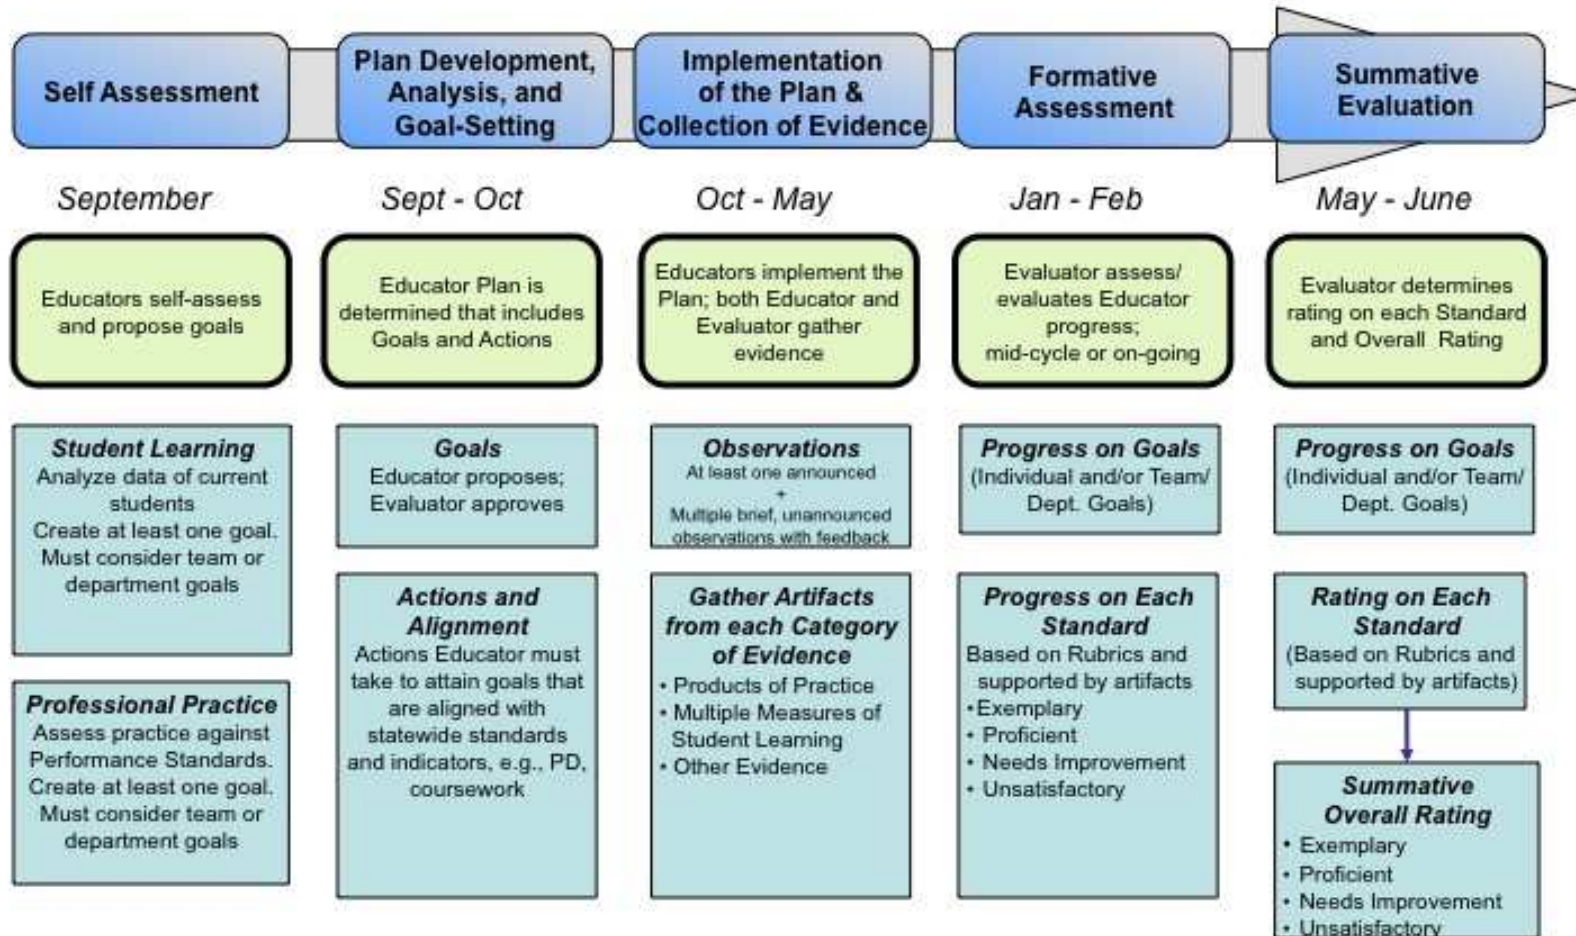 Self Assessment
Plan Development,
Analysis, and
Goal-Setting
Implementation
of the Plan &
Collection of Evidence
Formative
Assessment
Summative
Evaluation
September
Sept - Oct
Oct - May
Jan - Feb
May - June
Educators self-assess
and propose goals
Educator Plan is
determined that includes
Goals and Actions
Educators implement the
Plan; both Educator and
Evaluator gather
evidence
Evaluator assess/
evaluates Educator
progress;
mid-cycle or on-going
Evaluator determines
rating on each Standard
and Overall Rating
Student Learning
Analyze data of current
students
Create at least one goal.
Must consider team or
department goals
Professional Practice
Assess practice against
Performance Standards.
Create at least one goal.
Must consider team or
department goals
Goals
Educator proposes;
Evaluator approves
Actions and
Alignment
Actions Educator must
take to attain goals that
are aligned with
statewide standards
and indicators, e.g., PD,
coursework
Observations
At least one announced
+
Multiple brief, unannounced
observations with feedback
Gather Artifacts
from each Category
of Evidence
• Products of Practice
• Multiple Measures of
Student Learning
• Other Evidence
Progress on Goals
(Individual and/or Team/
Dept. Goals)
Progress on Each
Standard
Based on Rubrics and
supported by artifacts
•Exemplary
• Proficient
• Needs Improvement
• Unsatisfactory
Progress on Goals
(Individual and/or Team/
Dept. Goals)
Rating on Each
Standard
(Based on Rubrics and
supported by artifacts)
Summative
Overall Rating
• Exemplary
• Proficient
• Needs Improvement
• Unsatisfactory